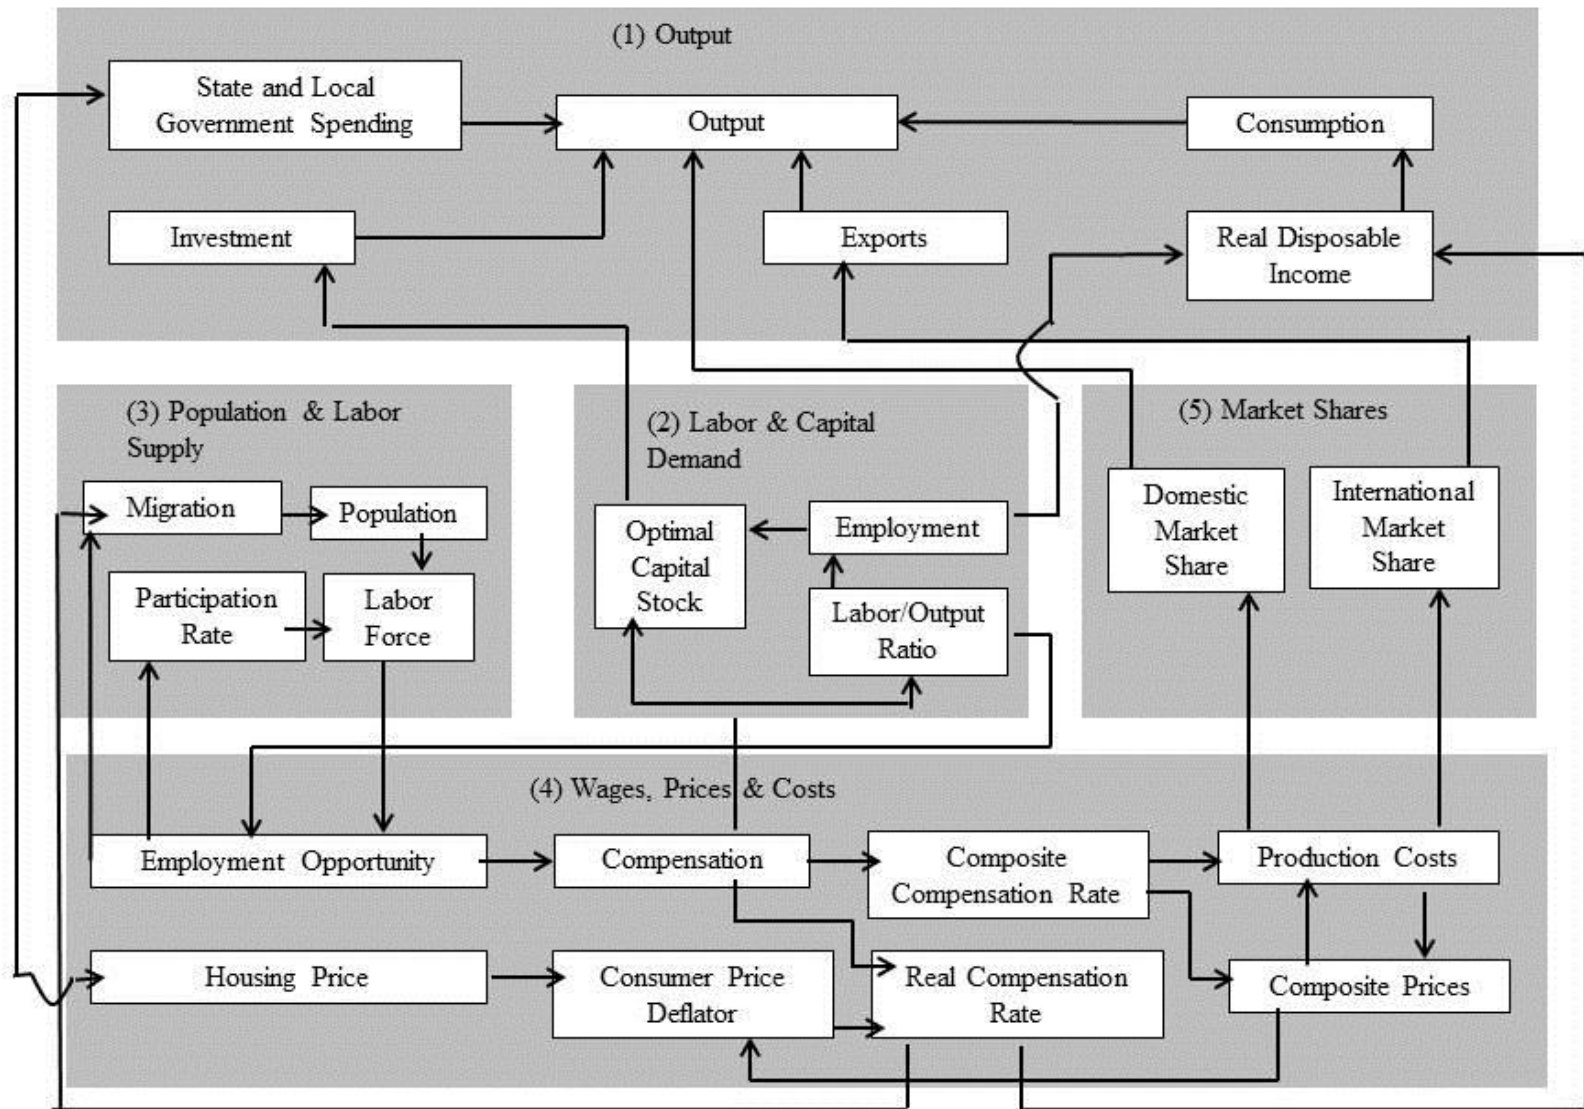 (1) Output
State and Local
Government Spending
Output
Consumption
Investment
Exports
Real Disposable
Income
(3) Population & Labor
Supply
Migration
Population
Participation
Rate
Labor
Force
(2) Labor & Capital
Demand
Optimal
Capital
Stock
Employment
Labor/Output
Ratio
(5) Market Shares
Domestic
Market
Share
International
Market
Share
(4) Wages, Prices & Costs
Employment Opportunity
Compensation
Composite
Compensation Rate
Production Costs
Housing Price
Consumer Price
Deflator
Real Compensation
Rate
Composite Prices